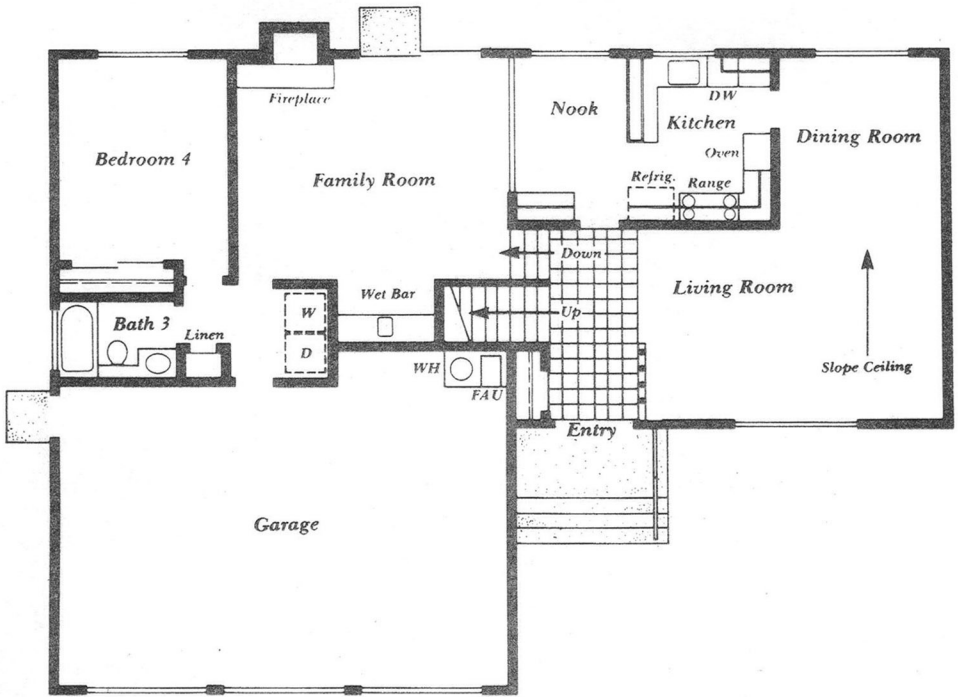 Fireplace
DW
Nook
Kitchen
Dining Room
Bedroom 4
Oven
Family Room
Refrig.
Range
Down
Living Room
Wet Bar
W
Up
Bath 3
Linen
D
WH
Slope Ceiling
FAU
Entry
Garage